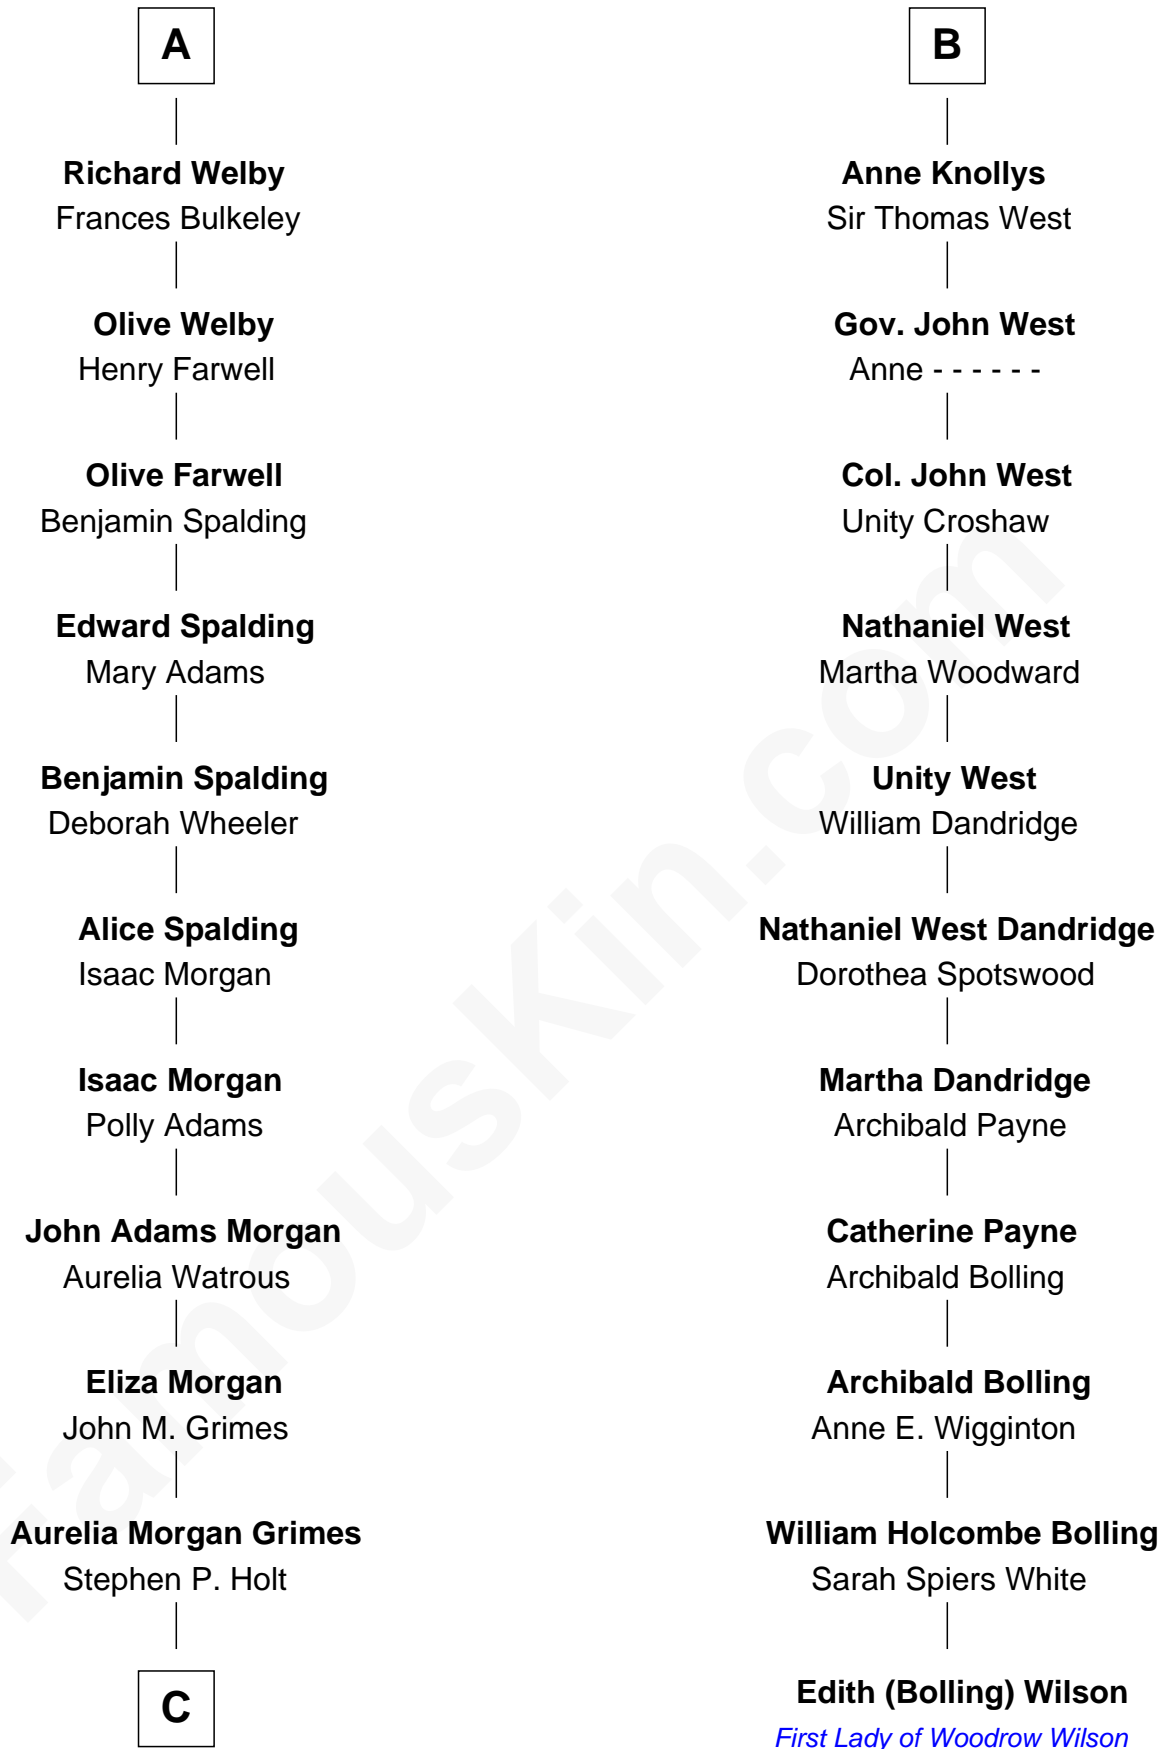 A
Richard Welby
Frances Bulkeley
Olive Welby
Henry Farwell
Olive Farwell
Benjamin Spalding
Edward Spalding
Mary Adams
Benjamin Spalding
Deborah Wheeler
Alice Spalding
Isaac Morgan
Isaac Morgan
Polly Adams
John Adams Morgan
Aurelia Watrous
Eliza Morgan
John M. Grimes
Aurelia Morgan Grimes
Stephen P. Holt
C
B
Anne Knollys
Sir Thomas West
Gov. John West
Anne - - - - - -
Col. John West
Unity Croshaw
Nathaniel West
Martha Woodward
Unity West
William Dandridge
Nathaniel West Dandridge
Dorothea Spotswood
Martha Dandridge
Archibald Payne
Catherine Payne
Archibald Bolling
Archibald Bolling
Anne E. Wigginton
William Holcombe Bolling
Sarah Spiers White
Edith (Bolling) Wilson
First Lady of Woodrow Wilson
FamousKin.com